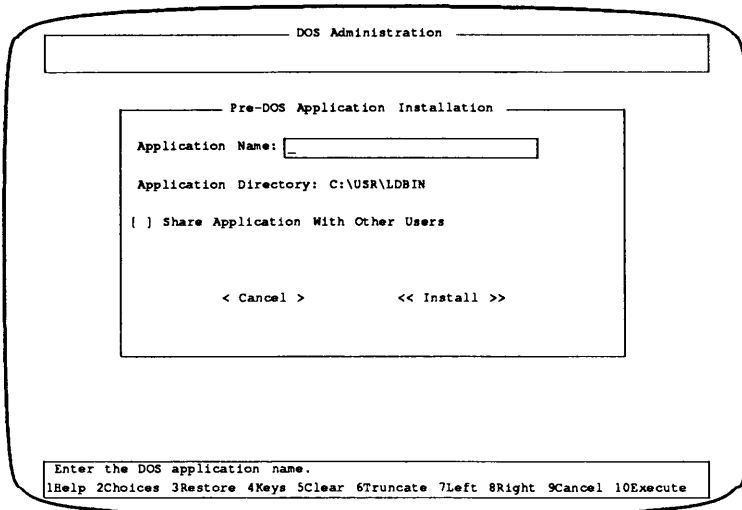 DOS Administration
Pre-DOS Application Installation
Application Name: _
Application Directory: C:\USR\LDBIN
[ ] Share Application With Other Users
< Cancel > << Install >>
Enter the DOS application name.
1Help 2Choices 3Restore 4Keys 5Clear 6Truncate 7Left 8Right 9Cancel 10Execute